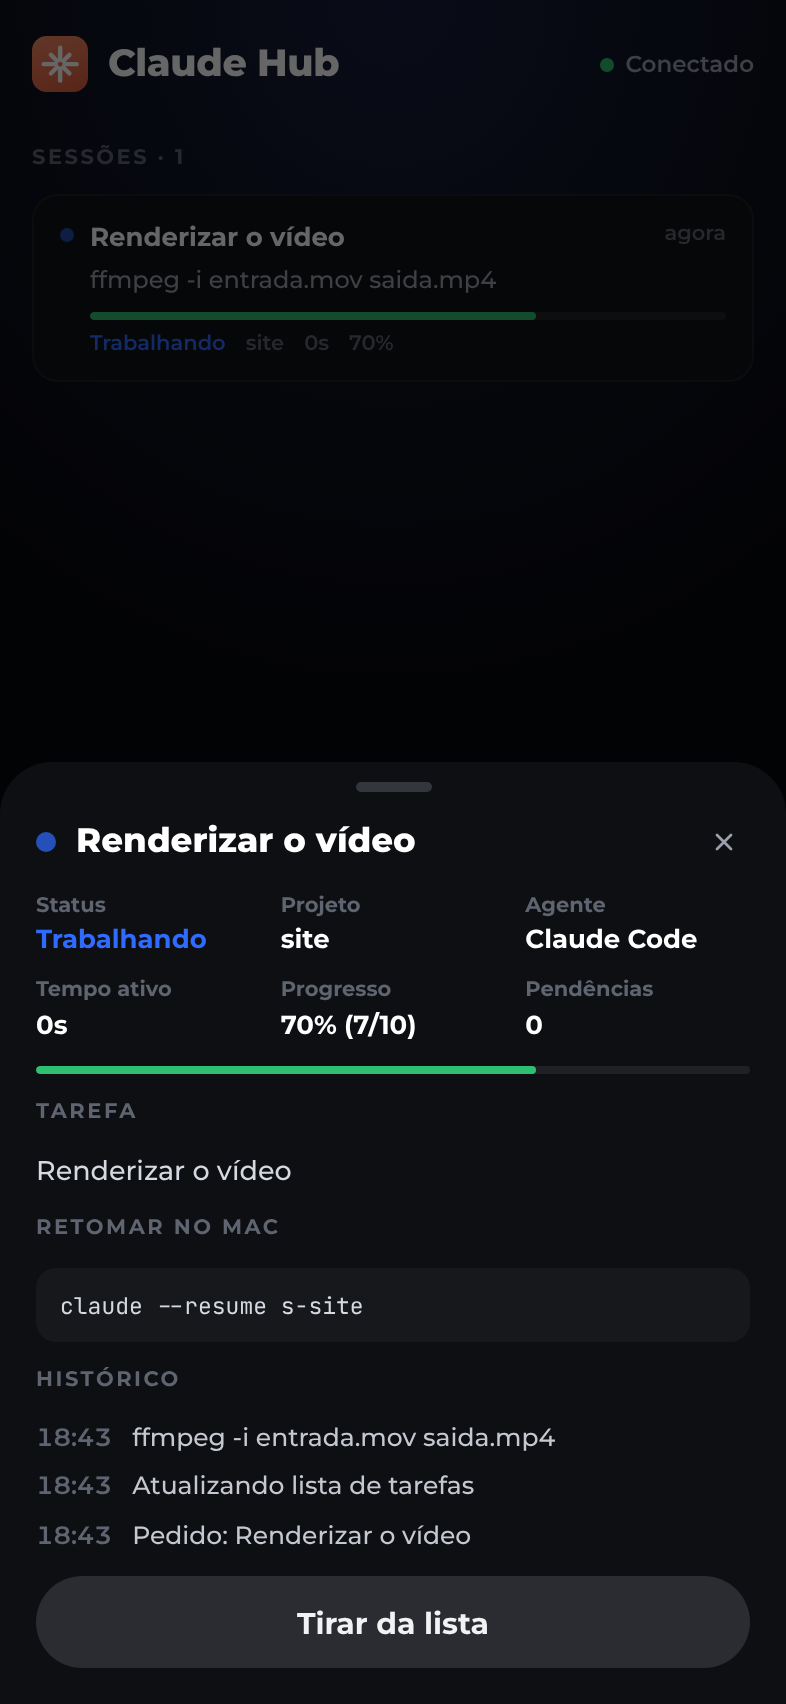 Claude Hub
Conectado
SESSÕES · 1
Renderizar o vídeo
agora
ffmpeg -i entrada.mov saida.mp4
Trabalhando site 0s 70%
Renderizar o vídeo
Status Projeto Agente
Trabalhando site Claude Code
Tempo ativo Progresso Pendências
0s 70% (7/10) 0
TAREFA
Renderizar o vídeo
RETOMAR NO MAC
claude --resume s-site
HISTÓRICO
18:43 ffmpeg -i entrada.mov saida.mp4
18:43 Atualizando lista de tarefas
18:43 Pedido: Renderizar o vídeo
Tirar da lista